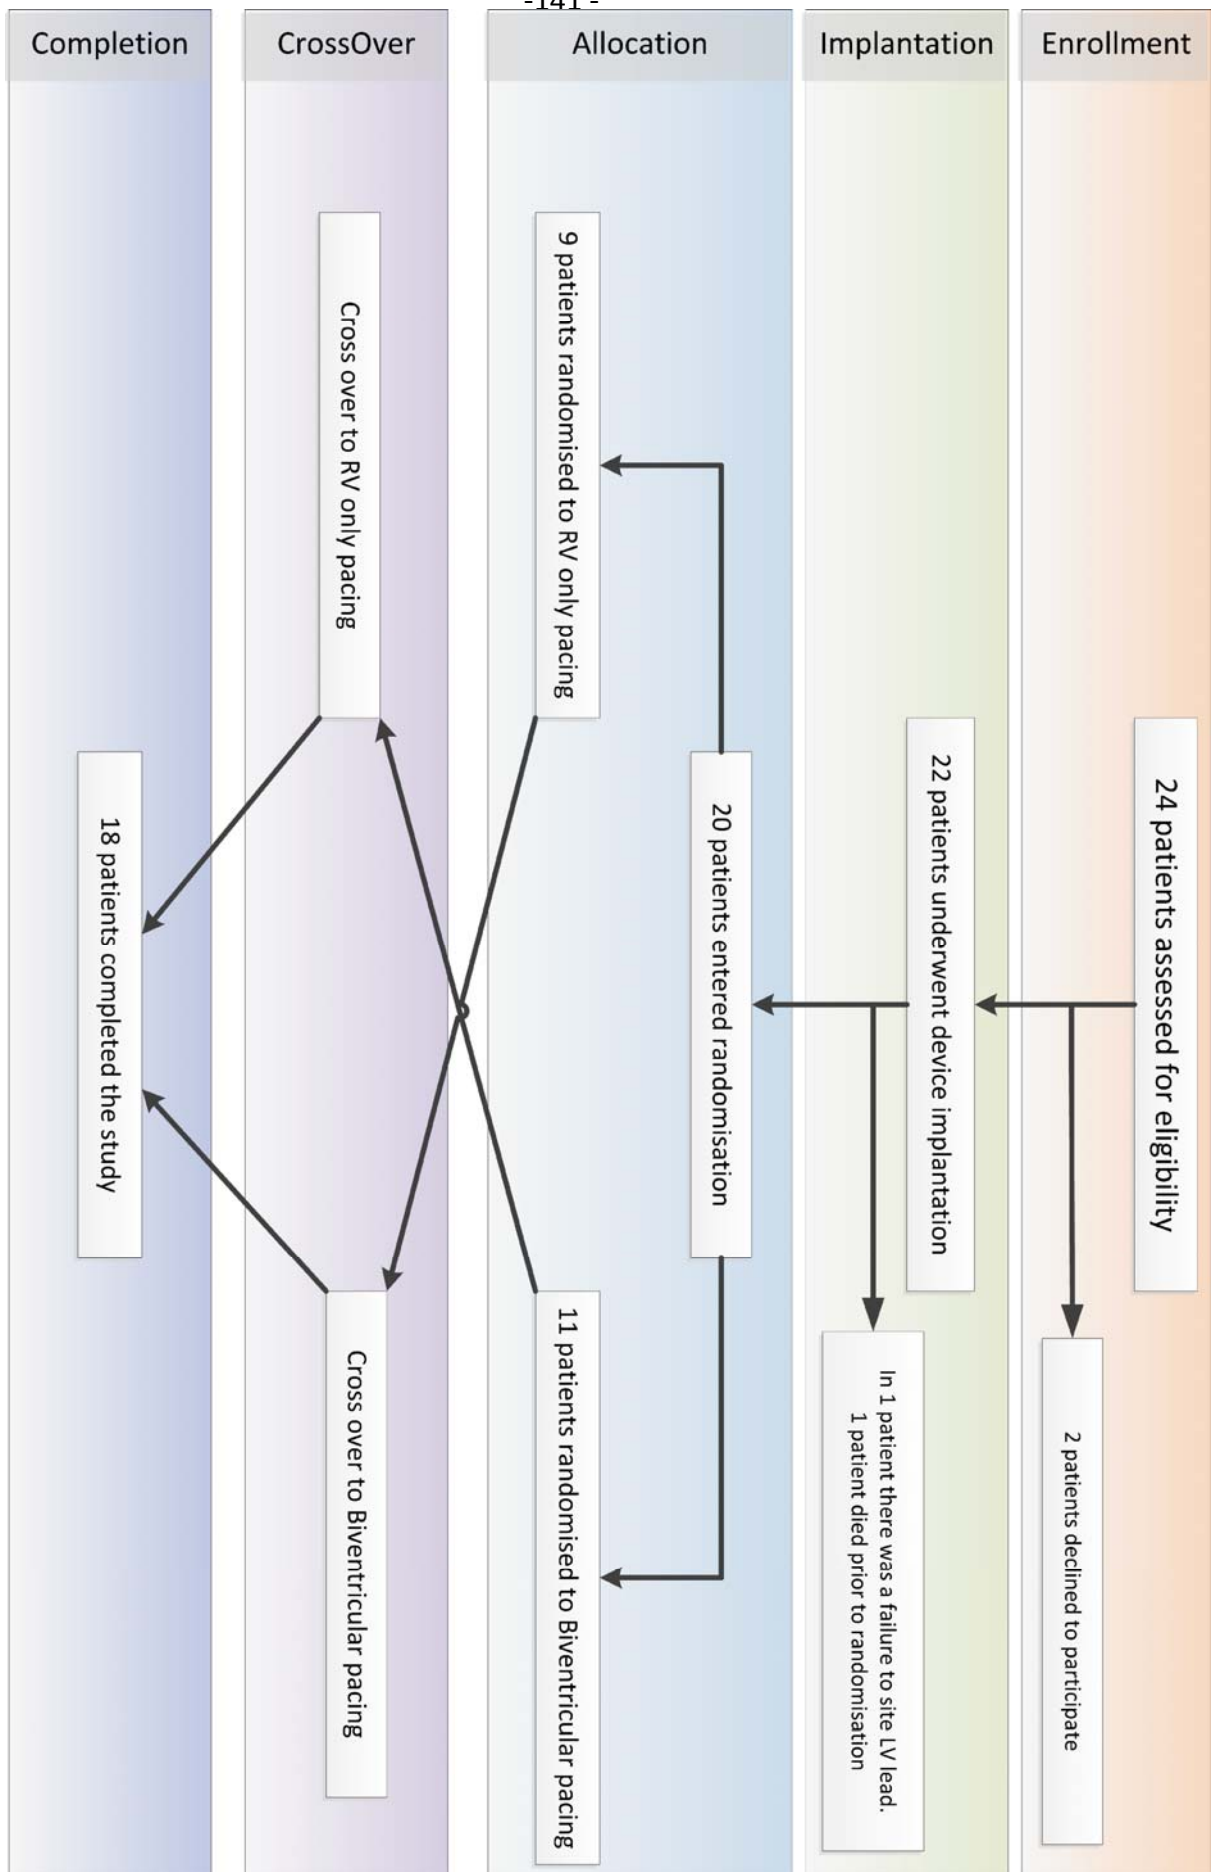 -141 -
Enrollment
24 patients assessed for eligibility
2 patients declined to participate
Implantation
22 patients underwent device implantation
In 1 patient there was a failure to site LV lead.
1 patient died prior to randomisation
Allocation
20 patients entered randomisation
9 patients randomised to RV only pacing
11 patients randomised to Biventricular pacing
CrossOver
Cross over to RV only pacing
Cross over to Biventricular pacing
Completion
18 patients completed the study